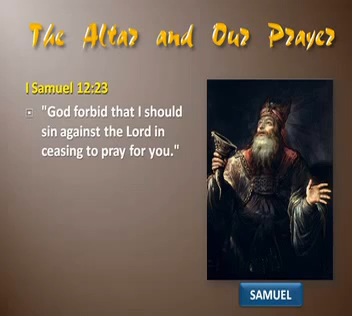 The Altar and Our Prayer
I Samuel 12:23
"God forbid that I should
sin against the Lord in
ceasing to pray for you."
SAMUEL